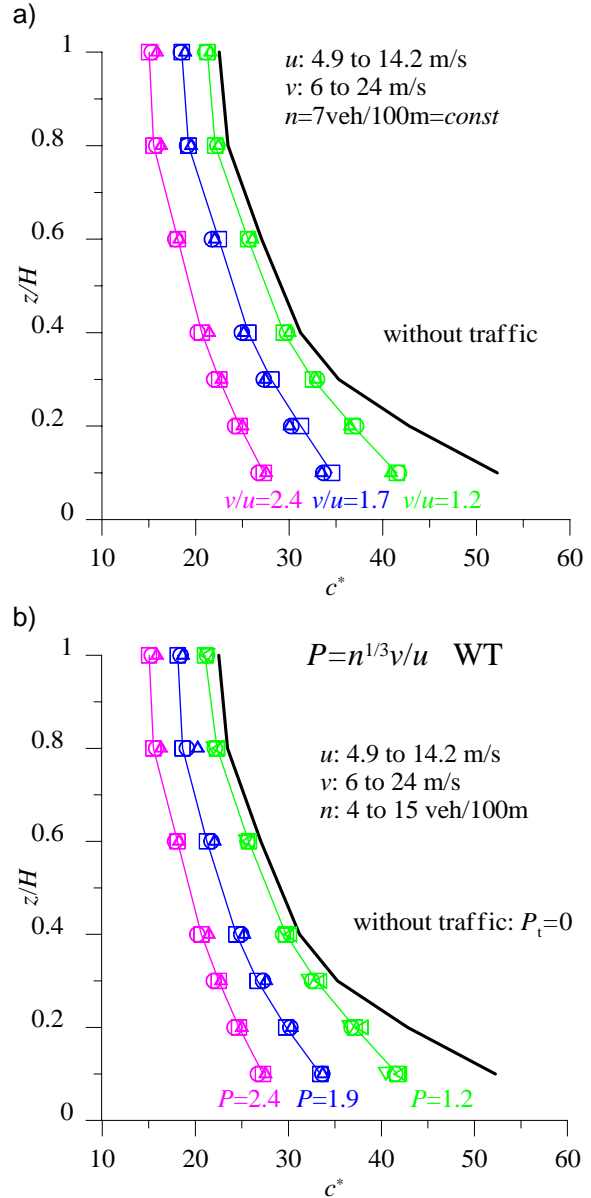 a)
u: 4.9 to 14.2 m/s
v: 6 to 24 m/s
n=7veh/100m=const
without traffic
v/u=2.4 v/u=1.7 v/u=1.2
z/H
1
0.8
0.6
0.4
0.2
0
10 20 30 40 50 60
c*
b)
P=n^{1/3}v/u WT
u: 4.9 to 14.2 m/s
v: 6 to 24 m/s
n: 4 to 15 veh/100m
without traffic: P_t=0
P=2.4 P=1.9 P=1.2
z/H
1
0.8
0.6
0.4
0.2
0
10 20 30 40 50 60
c*